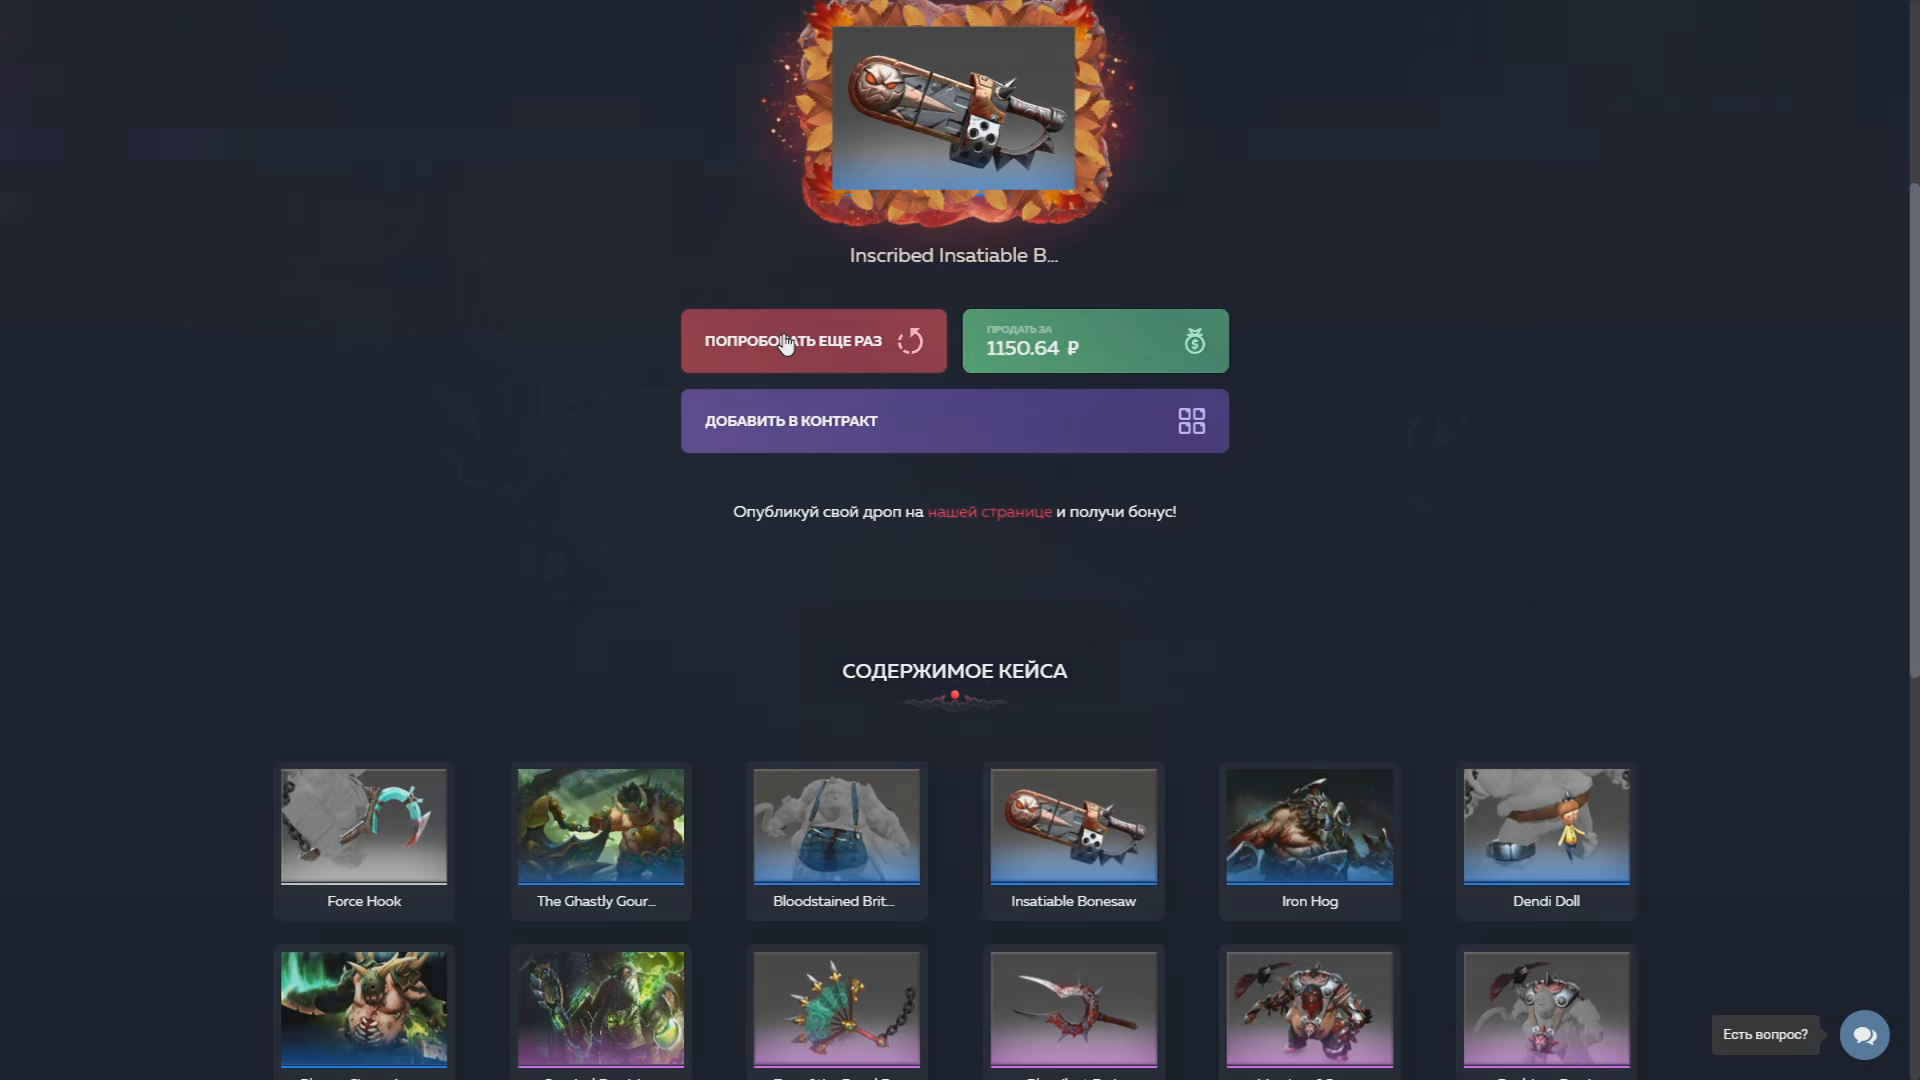 Inscribed Insatiable B...
ПОПРОБОВАТЬ ЕЩЕ РАЗ
ПРОДАТЬ ЗА
1150.64 ₽
ДОБАВИТЬ В КОНТРАКТ
Опубликуй свой дроп на нашей странице и получи бонус!
СОДЕРЖИМОЕ КЕЙСА
Force Hook
The Ghastly Gour...
Bloodstained Brit...
Insatiable Bonesaw
Iron Hog
Dendi Doll
Есть вопрос?